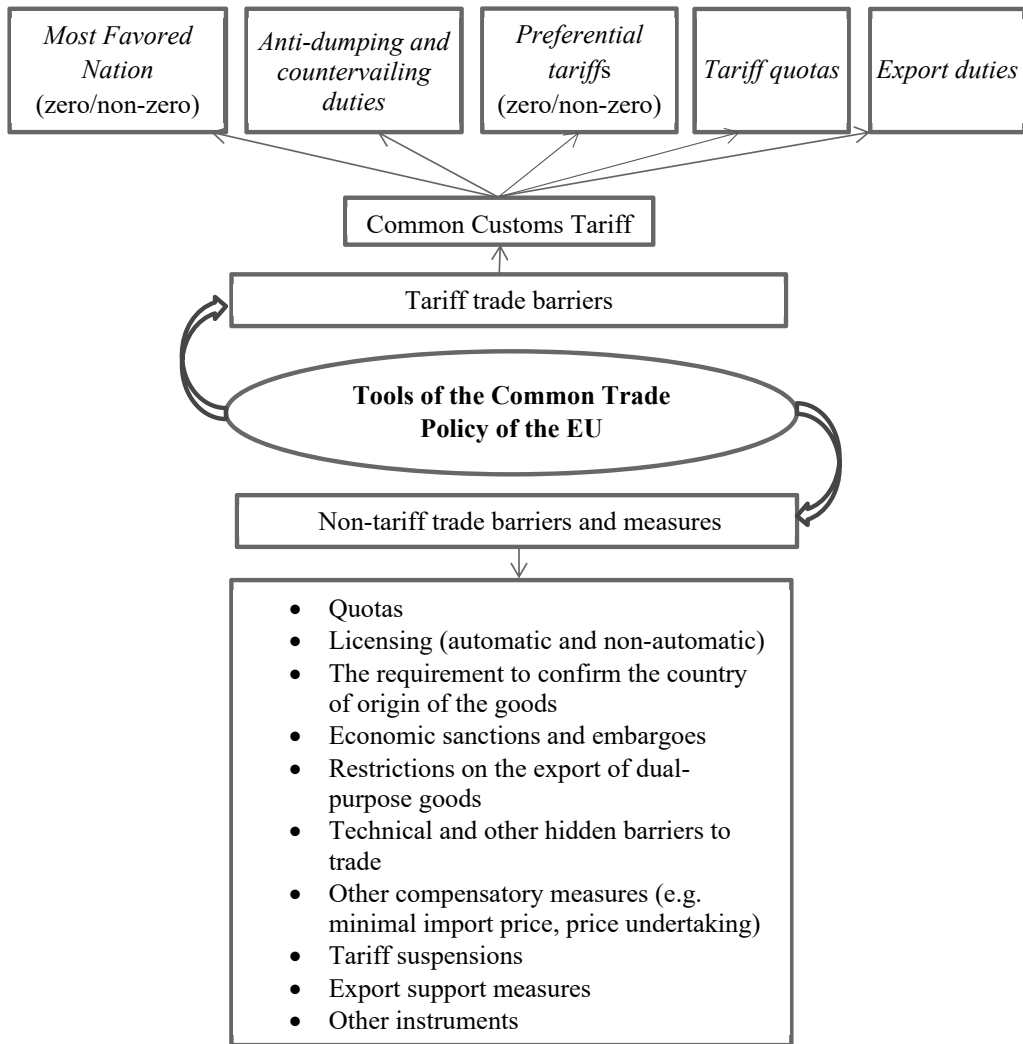 Most Favored
Nation
(zero/non-zero)
Anti-dumping and
countervailing
duties
Preferential
tariffs
(zero/non-zero)
Tariff quotas
Export duties
Common Customs Tariff
Tariff trade barriers
Tools of the Common Trade
Policy of the EU
Non-tariff trade barriers and measures
• Quotas
• Licensing (automatic and non-automatic)
• The requirement to confirm the country
of origin of the goods
• Economic sanctions and embargoes
• Restrictions on the export of dual-
purpose goods
• Technical and other hidden barriers to
trade
• Other compensatory measures (e.g.
minimal import price, price undertaking)
• Tariff suspensions
• Export support measures
• Other instruments